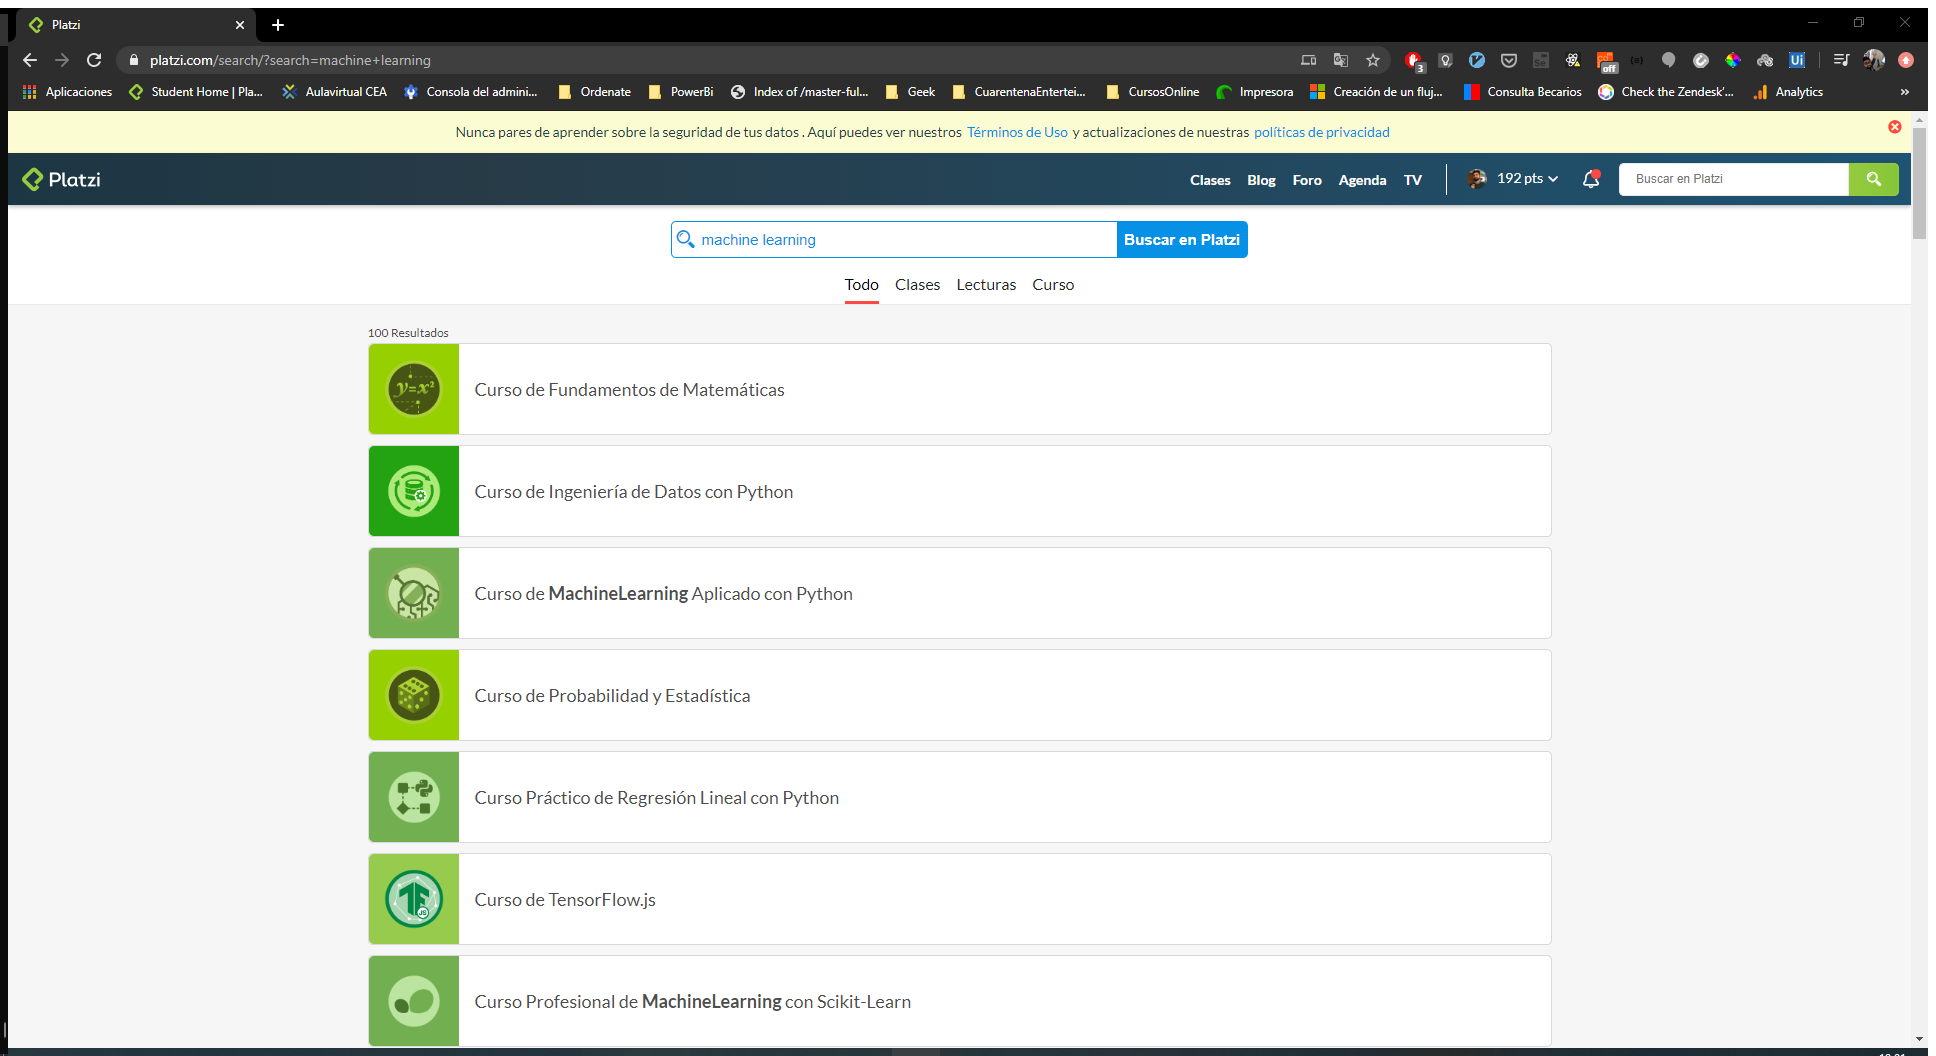 Platzi
platzi.com/search/?search=machine+learning
3
Se
off
Ui
Aplicaciones Student Home | Pla... Aulavirtual CEA Consola del admini... Ordenate PowerBi Index of /master-ful... Geek CuarentenaEntertei... CursosOnline Impresora Creación de un fluj... Consulta Becarios Check the Zendesk'... Analytics »
Nunca pares de aprender sobre la seguridad de tus datos . Aquí puedes ver nuestros Términos de Uso y actualizaciones de nuestras políticas de privacidad
Platzi Clases Blog Foro Agenda TV 192 pts Buscar en Platzi
machine learning Buscar en Platzi
Todo Clases Lecturas Curso
100 Resultados
y=x²
Curso de Fundamentos de Matemáticas
Curso de Ingeniería de Datos con Python
Curso de MachineLearning Aplicado con Python
Curso de Probabilidad y Estadística
Curso Práctico de Regresión Lineal con Python
JS
Curso de TensorFlow.js
Curso Profesional de MachineLearning con Scikit-Learn